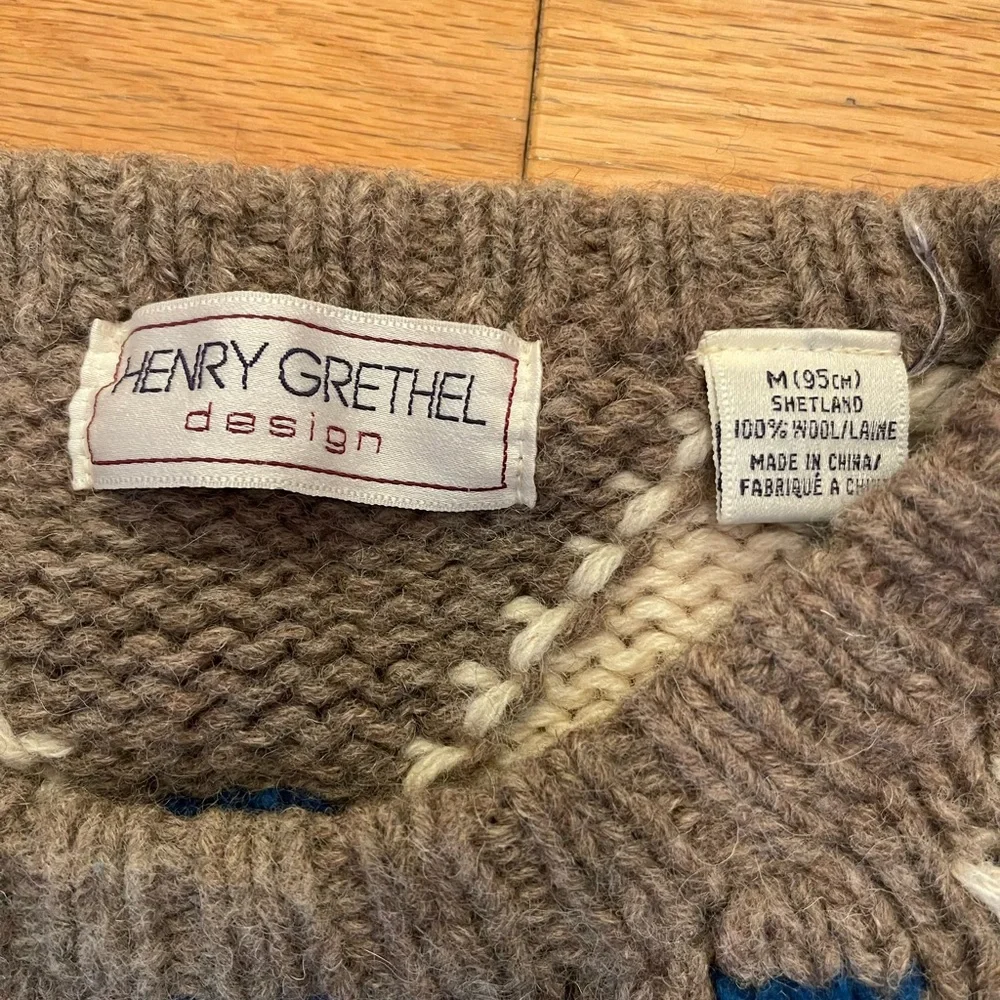 HENRY GRETHEL
design
M (95CM)
SHETLAND
100% WOOL/LAINE
MADE IN CHINA/
FABRIQUÉ À